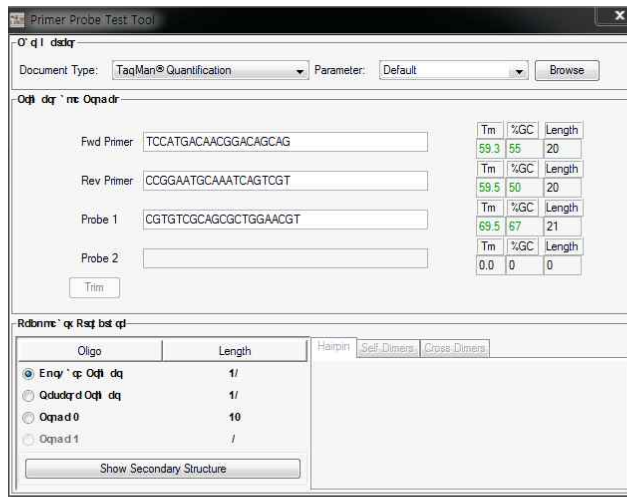 Primer Probe Test Tool
x
O`q`l dsdqr
Document Type: TaqMan® Quantification Parameter: Default Browse
Oqhl dqr `mc Oqnadr
Tm %GC Length
Fwd Primer TCCATGACAACGGACAGCAG 59.3 55 20
Tm %GC Length
Rev Primer CCGGAATGCAAATCAGTCGT 59.5 50 20
Tm %GC Length
Probe 1 CGTGTCGCAGCGCTGGAACGT 69.5 67 21
Tm %GC Length
Probe 2 0.0 0 0
Trim
Oligo Length Hairpin Self Dimers Cross Dimers
1/
1/
Oqnad 0 10
Oqnad 1 /
Show Secondary Structure